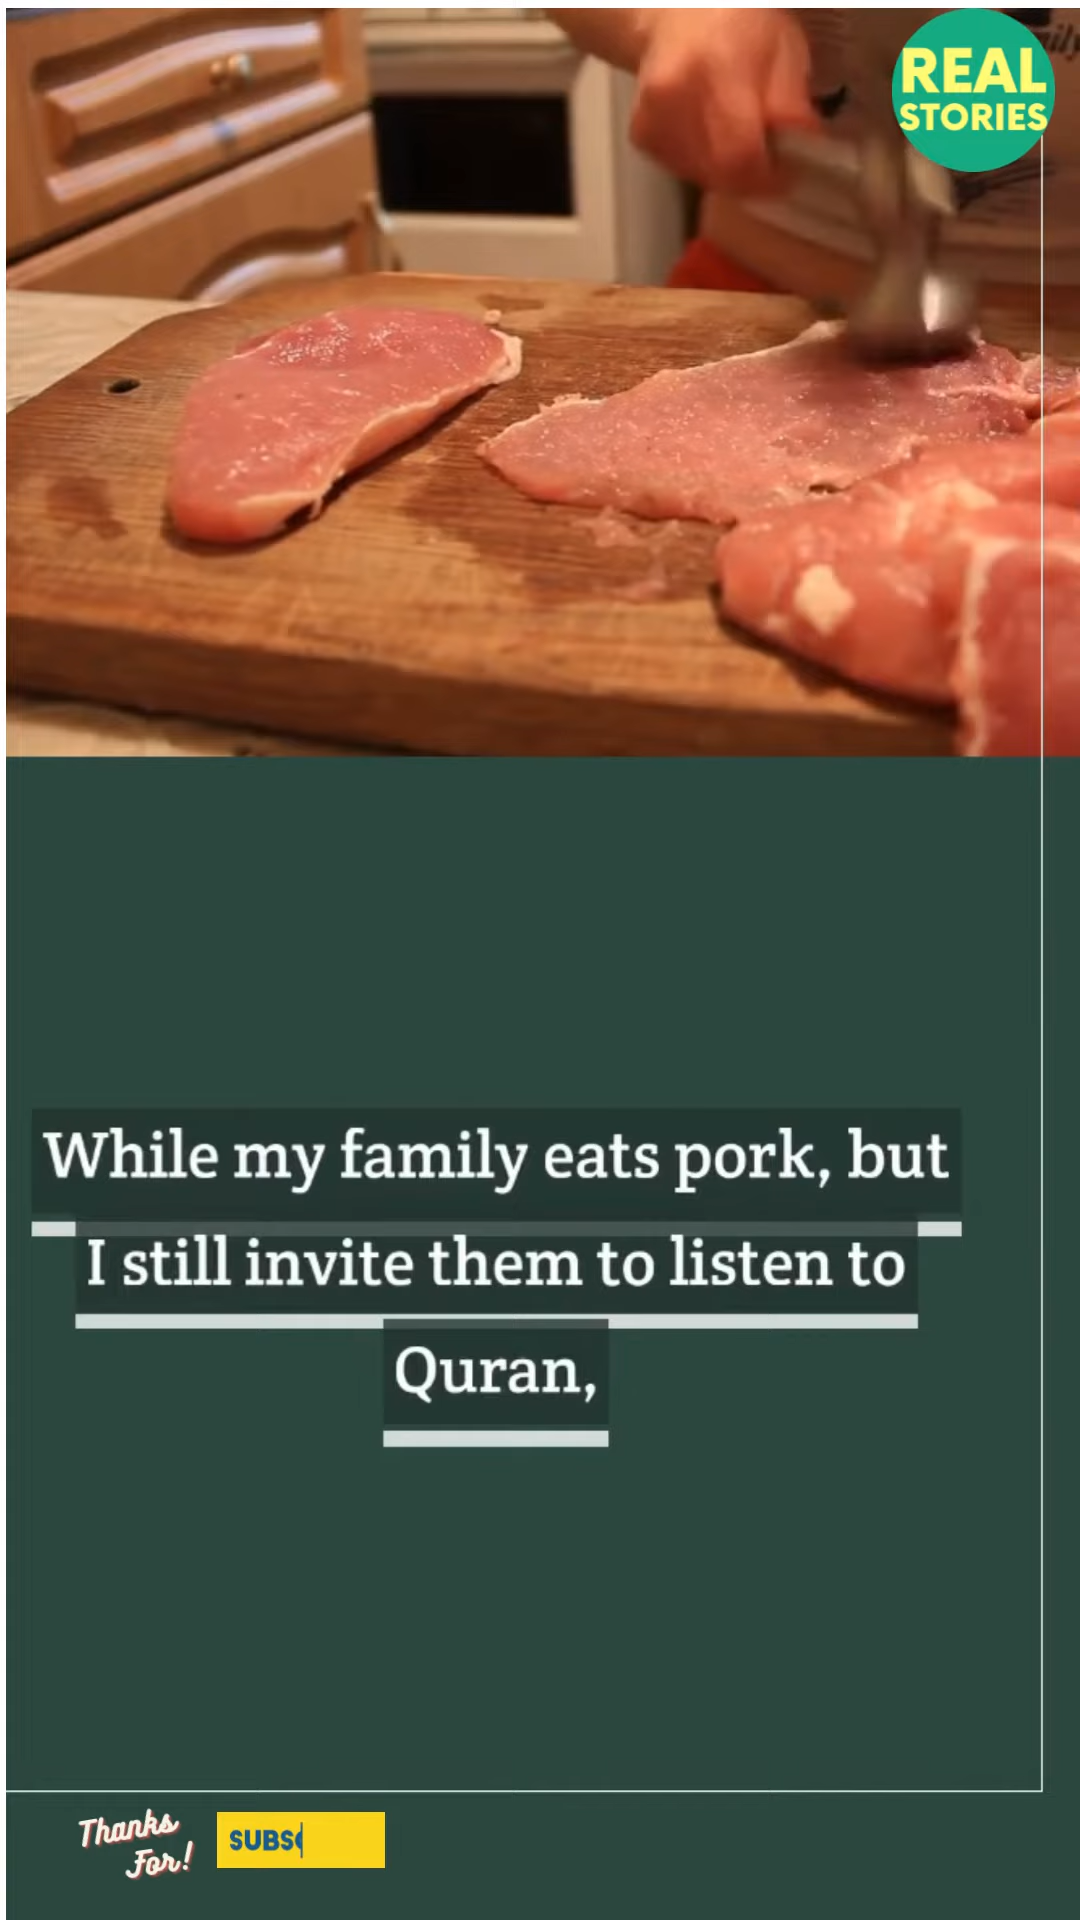 REAL
STORIES
While my family eats pork, but
I still invite them to listen to
Quran,
Thanks
For!
SUBS